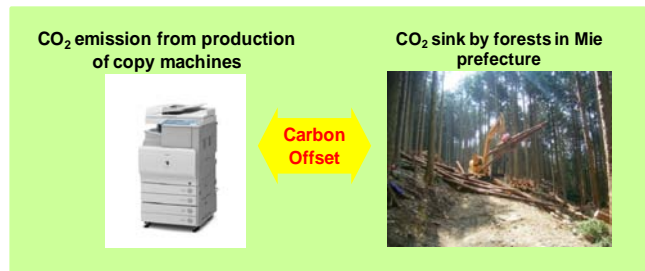 CO₂ emission from production
of copy machines
CO₂ sink by forests in Mie
prefecture
Carbon
Offset